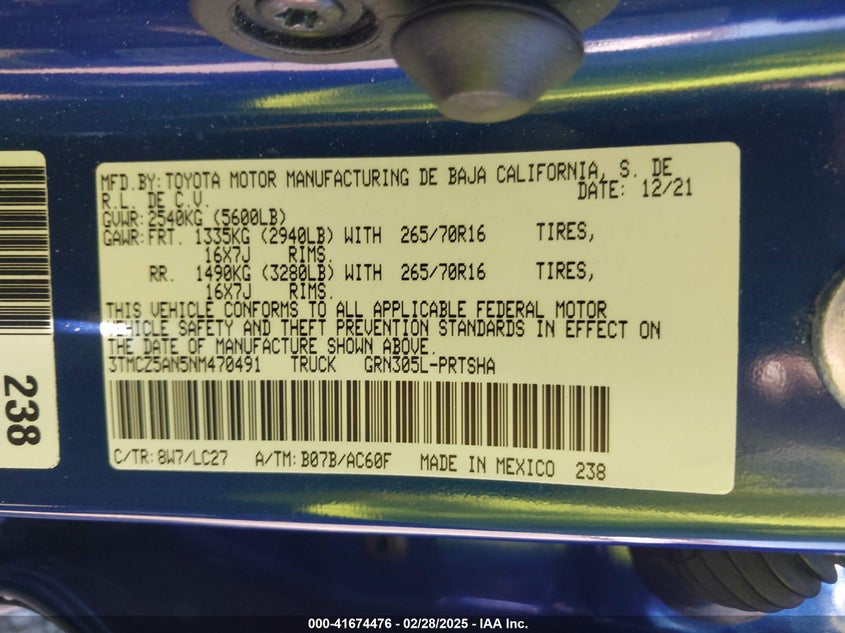 MFD.BY:TOYOTA MOTOR MANUFACTURING DE BAJA CALIFORNIA, S. DE
R.L. DE C.V. DATE: 12/21
GVWR:2540KG (5600LB)
GAWR:FRT. 1335KG (2940LB) WITH 265/70R16 TIRES,
16X7J RIMS.
RR. 1490KG (3280LB) WITH 265/70R16 TIRES,
16X7J RIMS.
THIS VEHICLE CONFORMS TO ALL APPLICABLE FEDERAL MOTOR
VEHICLE SAFETY AND THEFT PREVENTION STANDARDS IN EFFECT ON
THE DATE OF MANUFACTURE SHOWN ABOVE.
3TMCZ5AN5NM470491 TRUCK GRN305L-PRTSHA
C/TR:8W7/LC27 A/TM:B07B/AC60F MADE IN MEXICO 238
238
000-41674476 - 02/28/2025 - IAA Inc.